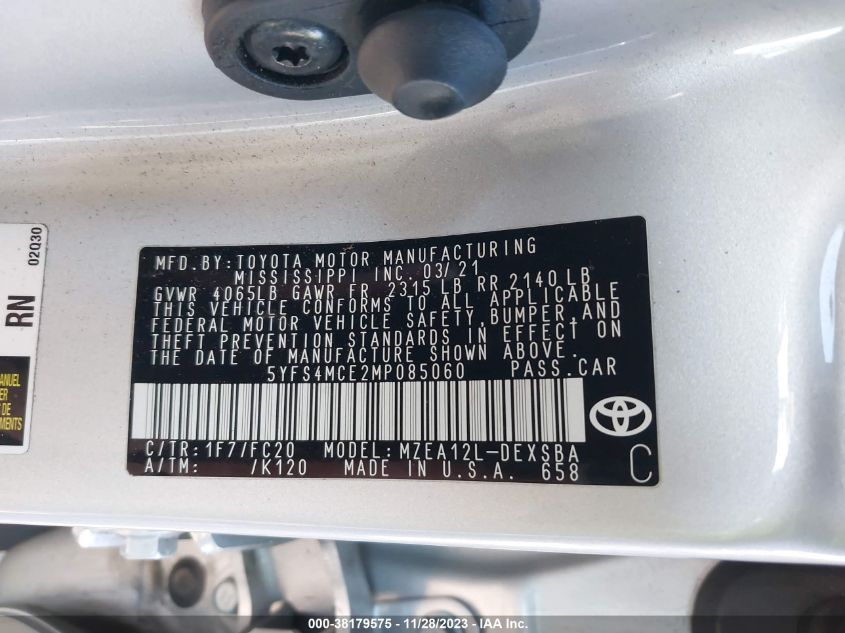 MFD.BY:TOYOTA MOTOR MANUFACTURING
MISSISSIPPI INC. 03/21
GVWR 4065LB GAWR FR 2315 LB RR 2140 LB
THIS VEHICLE CONFORMS TO ALL APPLICABLE
FEDERAL MOTOR VEHICLE SAFETY,BUMPER,AND
THEFT PREVENTION STANDARDS IN EFFECT ON
THE DATE OF MANUFACTURE SHOWN ABOVE.
5YFS4MCE2MP085060 PASS.CAR
C/TR:1F7/FC20 MODEL:MZEA12L-DEXSBA
A/TM: /K120 MADE IN U.S.A. 658
C
02Q30
RN
DE
000-38179575 - 11/28/2023 - IAA Inc.